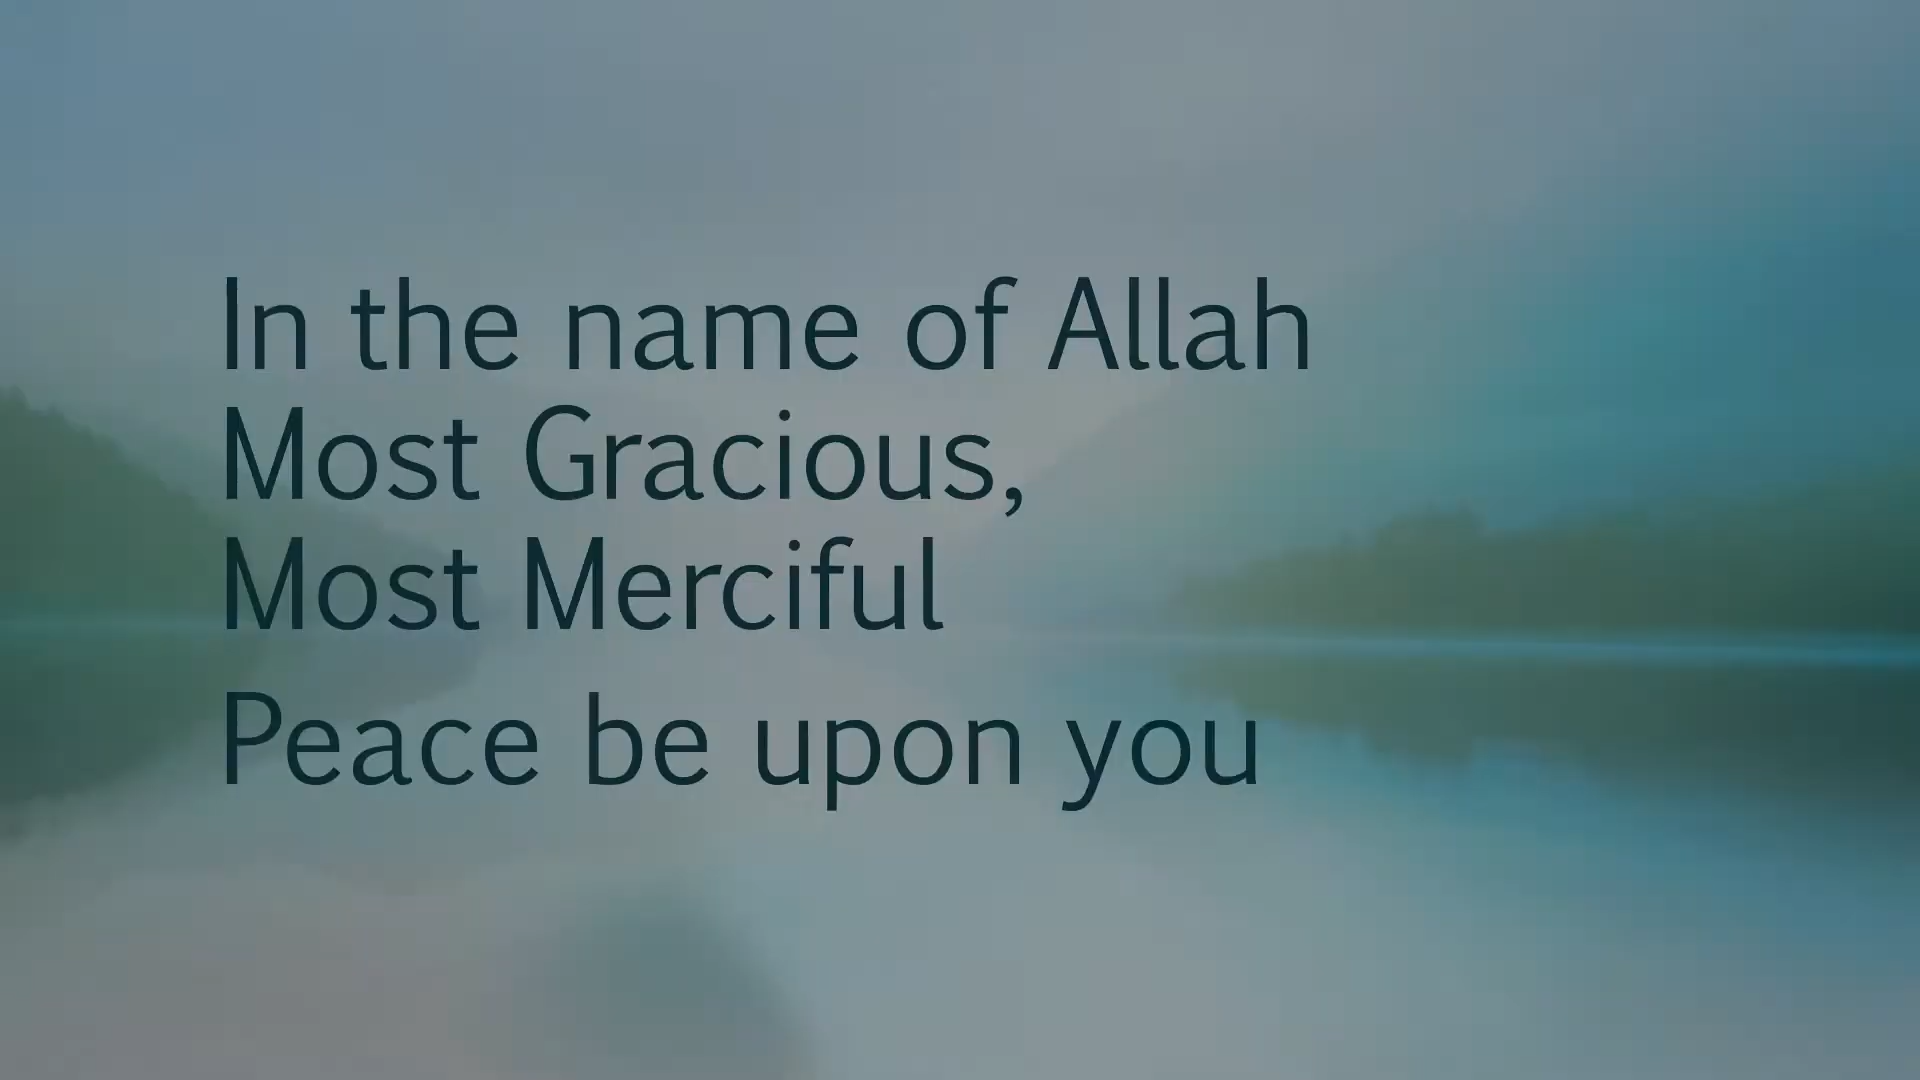 In the name of Allah
Most Gracious,
Most Merciful
Peace be upon you